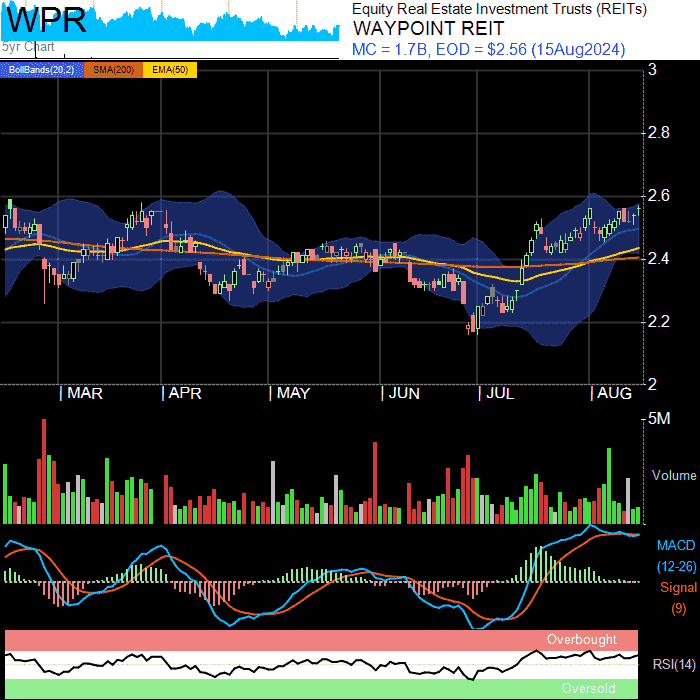 WPR
5yr Chart
Equity Real Estate Investment Trusts (REITs)
WAYPOINT REIT
MC = 1.7B, EOD = $2.56 (15Aug2024)
BollBands(20,2) SMA(200) EMA(50)
3
2.8
2.6
2.4
2.2
2
MAR APR MAY JUN JUL AUG
5M
Volume
MACD
(12-26)
Signal
(9)
Overbought
RSI(14)
Oversold